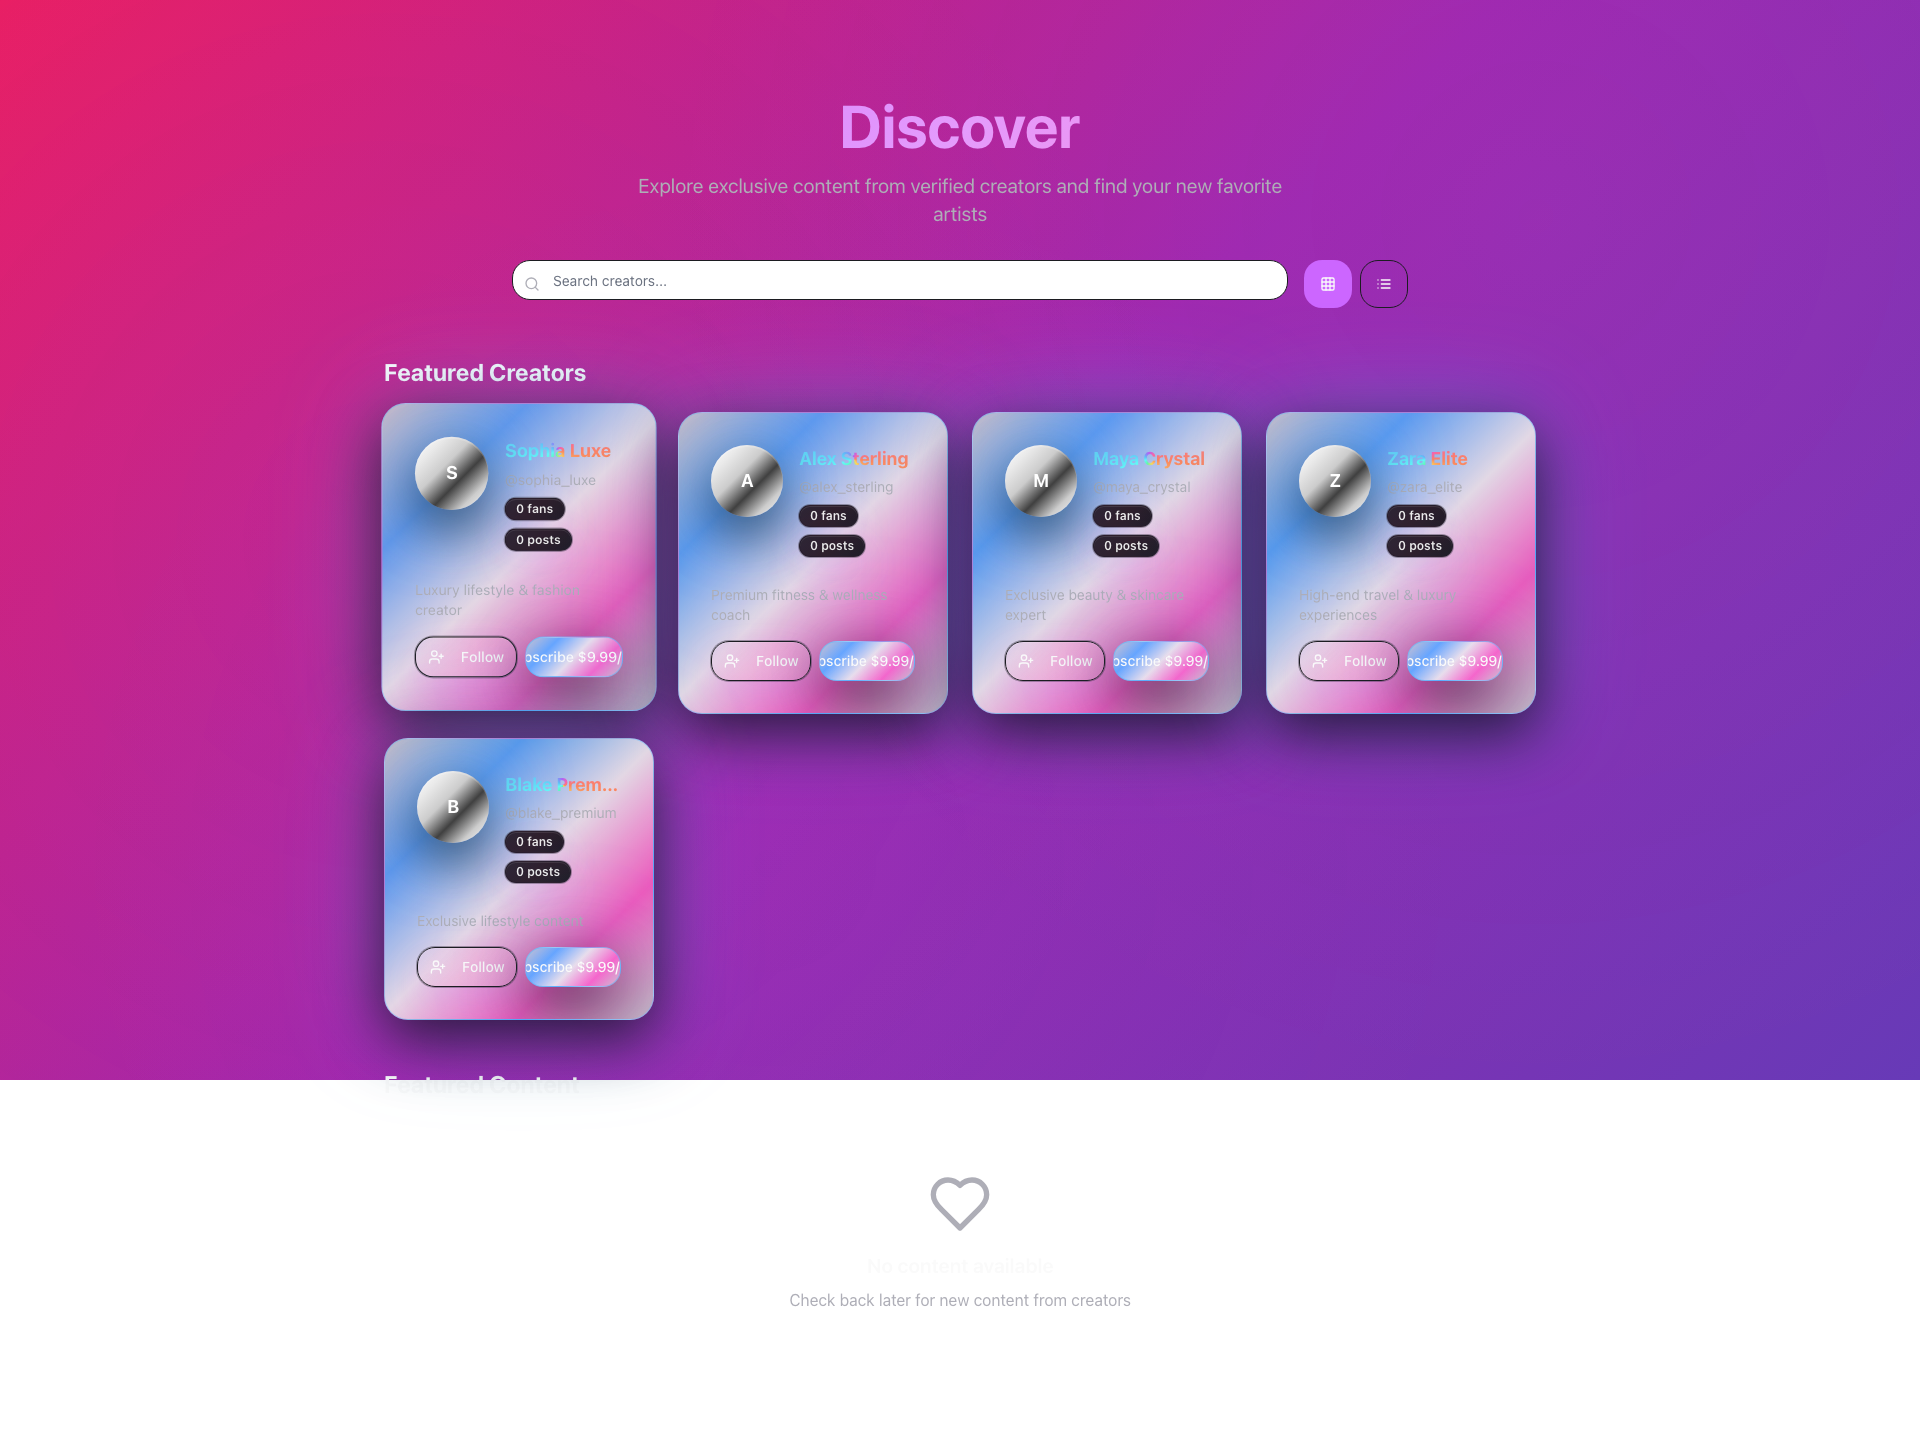 Discover
Explore exclusive content from verified creators and find your new favorite
artists
Search creators...
Featured Creators
S
Sophia Luxe
@sophia_luxe
0 fans
0 posts
Luxury lifestyle & fashion
creator
Follow
bscribe $9.99/
A
Alex Sterling
@alex_sterling
0 fans
0 posts
Premium fitness & wellness
coach
Follow
bscribe $9.99/
M
Maya Crystal
@maya_crystal
0 fans
0 posts
Exclusive beauty & skincare
expert
Follow
bscribe $9.99/
Z
Zara Elite
@zara_elite
0 fans
0 posts
High-end travel & luxury
experiences
Follow
bscribe $9.99/
B
Blake Prem...
@blake_premium
0 fans
0 posts
Exclusive lifestyle content
Follow
bscribe $9.99/
Featured Content
No content available
Check back later for new content from creators